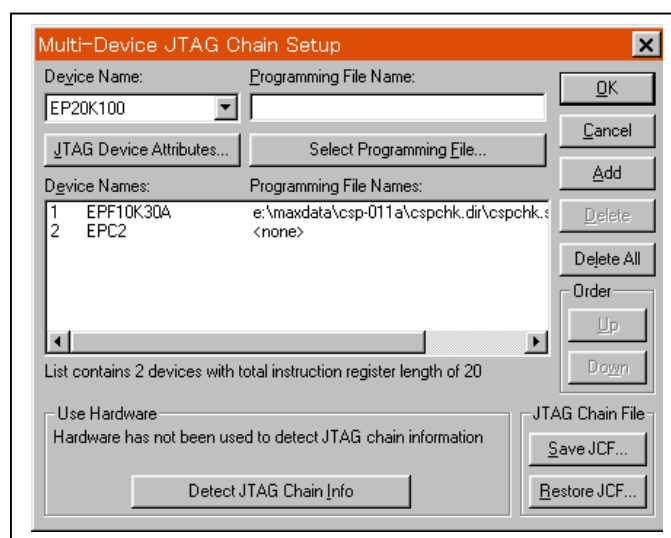 Multi-Device JTAG Chain Setup
Device Name:
Programming File Name:
EP20K100
JTAG Device Attributes...
Select Programming File...
OK
Cancel
Add
Delete
Delete All
Order
Up
Down
Device Names:
Programming File Names:
1 EPF10K30A e:\maxdata\csp-011a\cspchk.dir\cspchk.s
2 EPC2 <none>
List contains 2 devices with total instruction register length of 20
Use Hardware
Hardware has not been used to detect JTAG chain information
Detect JTAG Chain Info
JTAG Chain File
Save JCF...
Restore JCF...